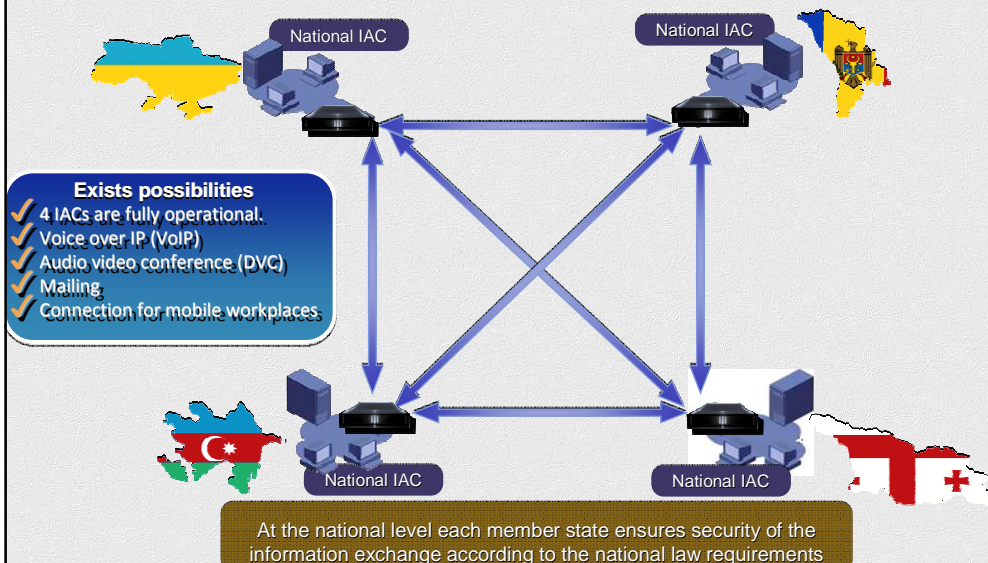 National IAC
National IAC
Exists possibilities
4 IACs are fully operational.
Voice over IP (VoIP)
Audio video conference (DVC)
Mailing
Connection for mobile workplaces
National IAC
National IAC
At the national level each member state ensures security of the
information exchange according to the national law requirements